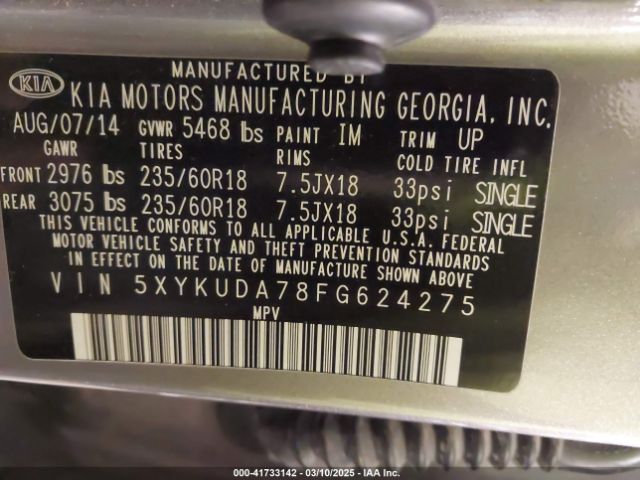 MANUFACTURED BY
KIA KIA MOTORS MANUFACTURING GEORGIA, INC.
AUG/07/14 GVWR 5468 lbs PAINT IM TRIM UP
GAWR TIRES RIMS COLD TIRE INFL
FRONT 2976 lbs 235/60R18 7.5JX18 33psi SINGLE
REAR 3075 lbs 235/60R18 7.5JX18 33psi SINGLE
THIS VEHICLE CONFORMS TO ALL APPLICABLE U.S.A. FEDERAL
MOTOR VEHICLE SAFETY AND THEFT PREVENTION STANDARDS
IN EFFECT ON THE DATE OF MANUFACTURE SHOWN ABOVE
VIN 5XYKUDA78FG624275
MPV
000-41733142 — 03/10/2025 — IAA Inc.